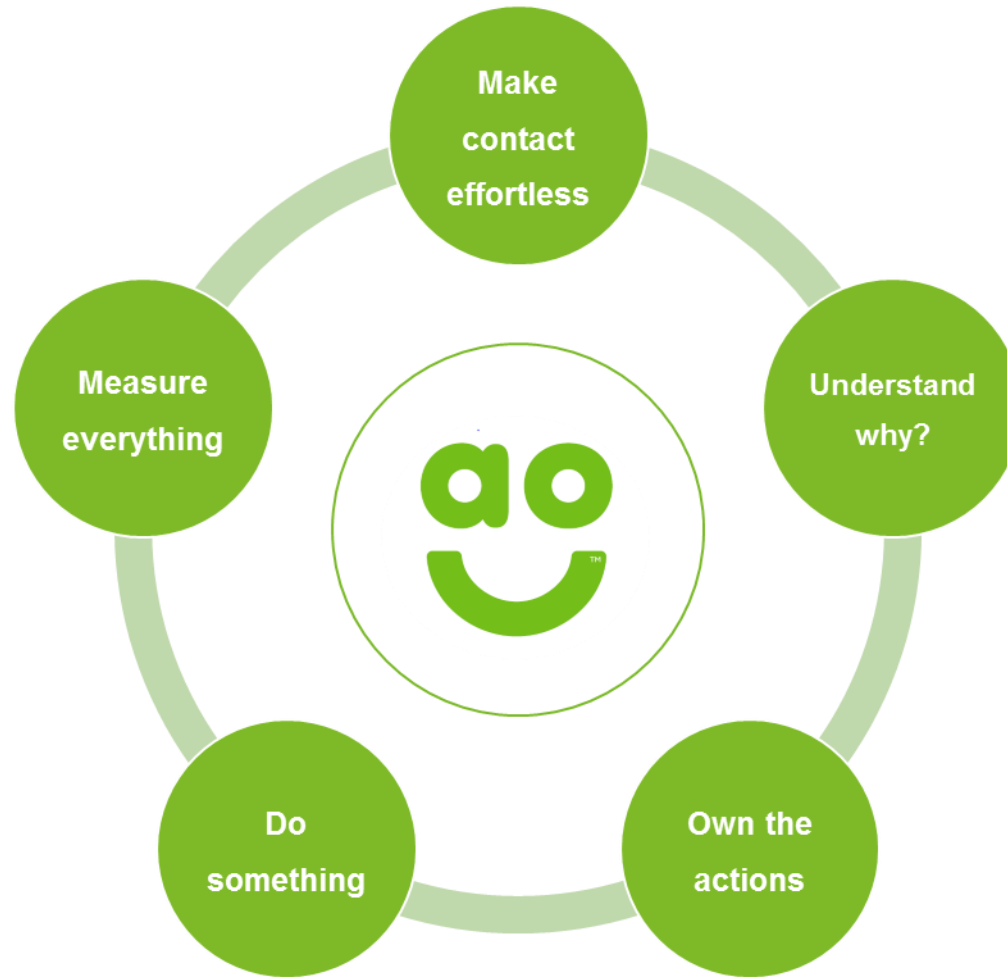 Make
contact
effortless
Understand
why?
Own the
actions
Do
something
Measure
everything
ao
TM